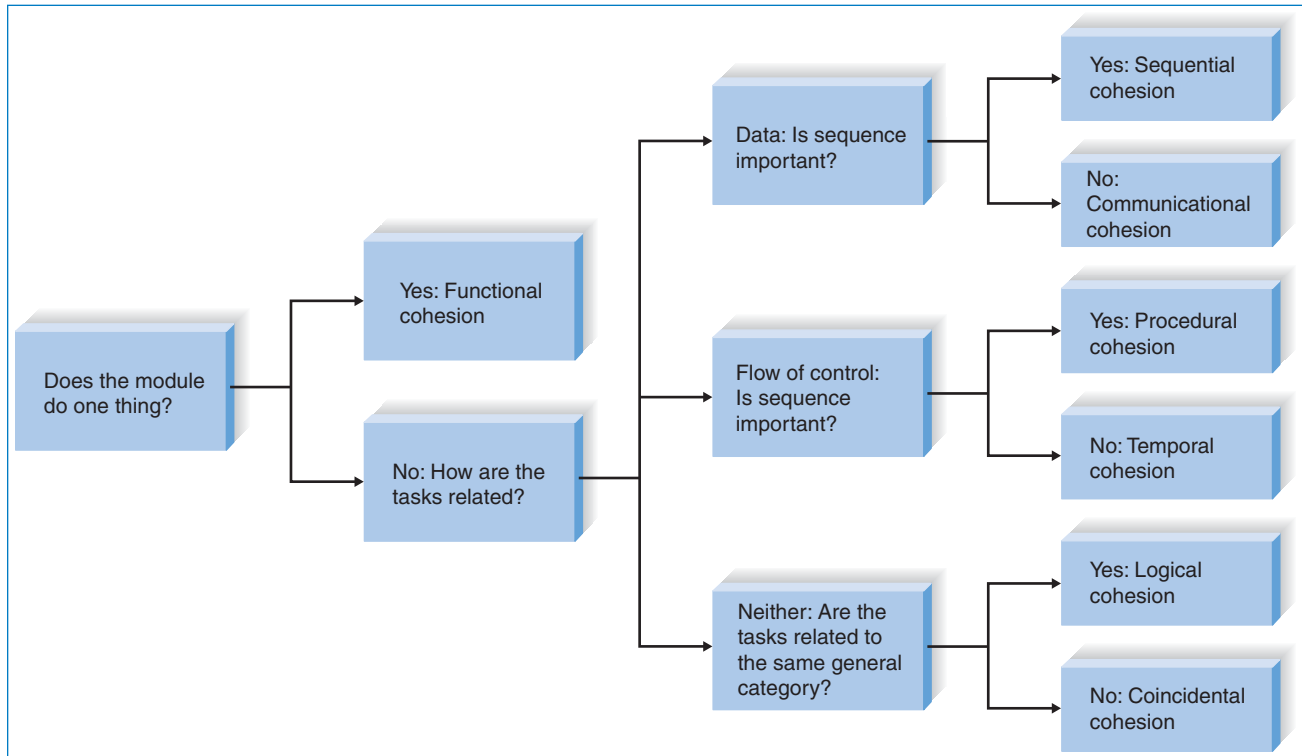 Does the module
do one thing?
Yes: Functional
cohesion
No: How are the
tasks related?
Data: Is sequence
important?
Flow of control:
Is sequence
important?
Neither: Are the
tasks related to
the same general
category?
Yes: Sequential
cohesion
No:
Communicational
cohesion
Yes: Procedural
cohesion
No: Temporal
cohesion
Yes: Logical
cohesion
No: Coincidental
cohesion